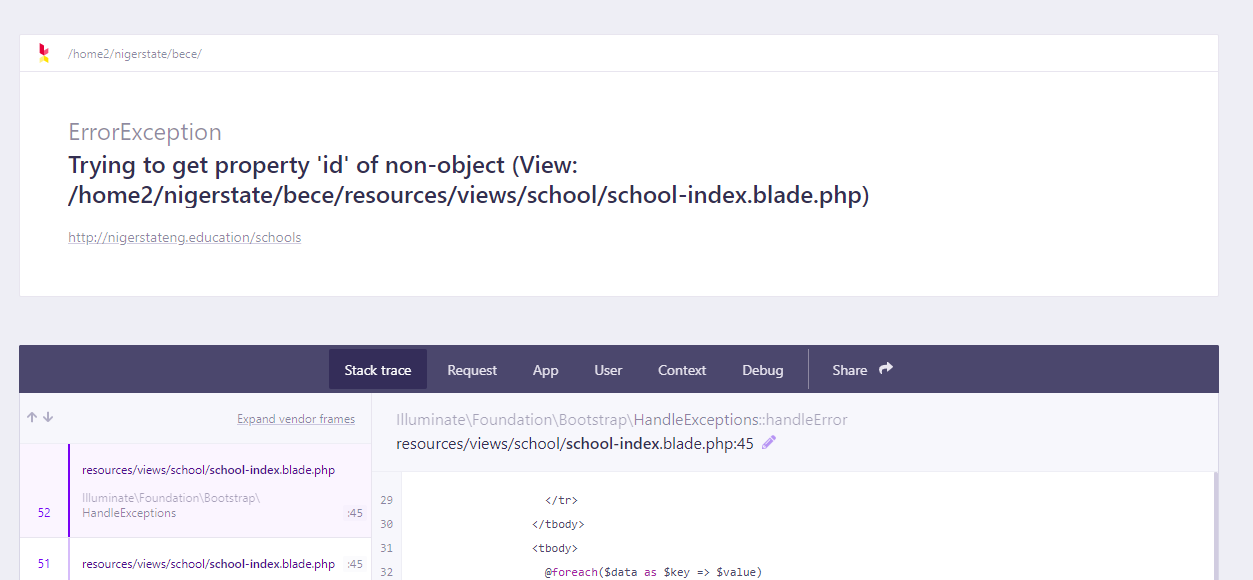 /home2/nigerstate/bece/
ErrorException
Trying to get property 'id' of non-object (View:
/home2/nigerstate/bece/resources/views/school/school-index.blade.php)
http://nigerstateng.education/schools
Stack trace Request App User Context Debug Share
Expand vendor frames
Illuminate\Foundation\Bootstrap\HandleExceptions::handleError
resources/views/school/school-index.blade.php:45
resources/views/school/school-index.blade.php
Illuminate\Foundation\Bootstrap\
52 HandleExceptions :45
51 resources/views/school/school-index.blade.php :45
29 </tr>
30 </tbody>
31 <tbody>
32 @foreach($data as $key => $value)